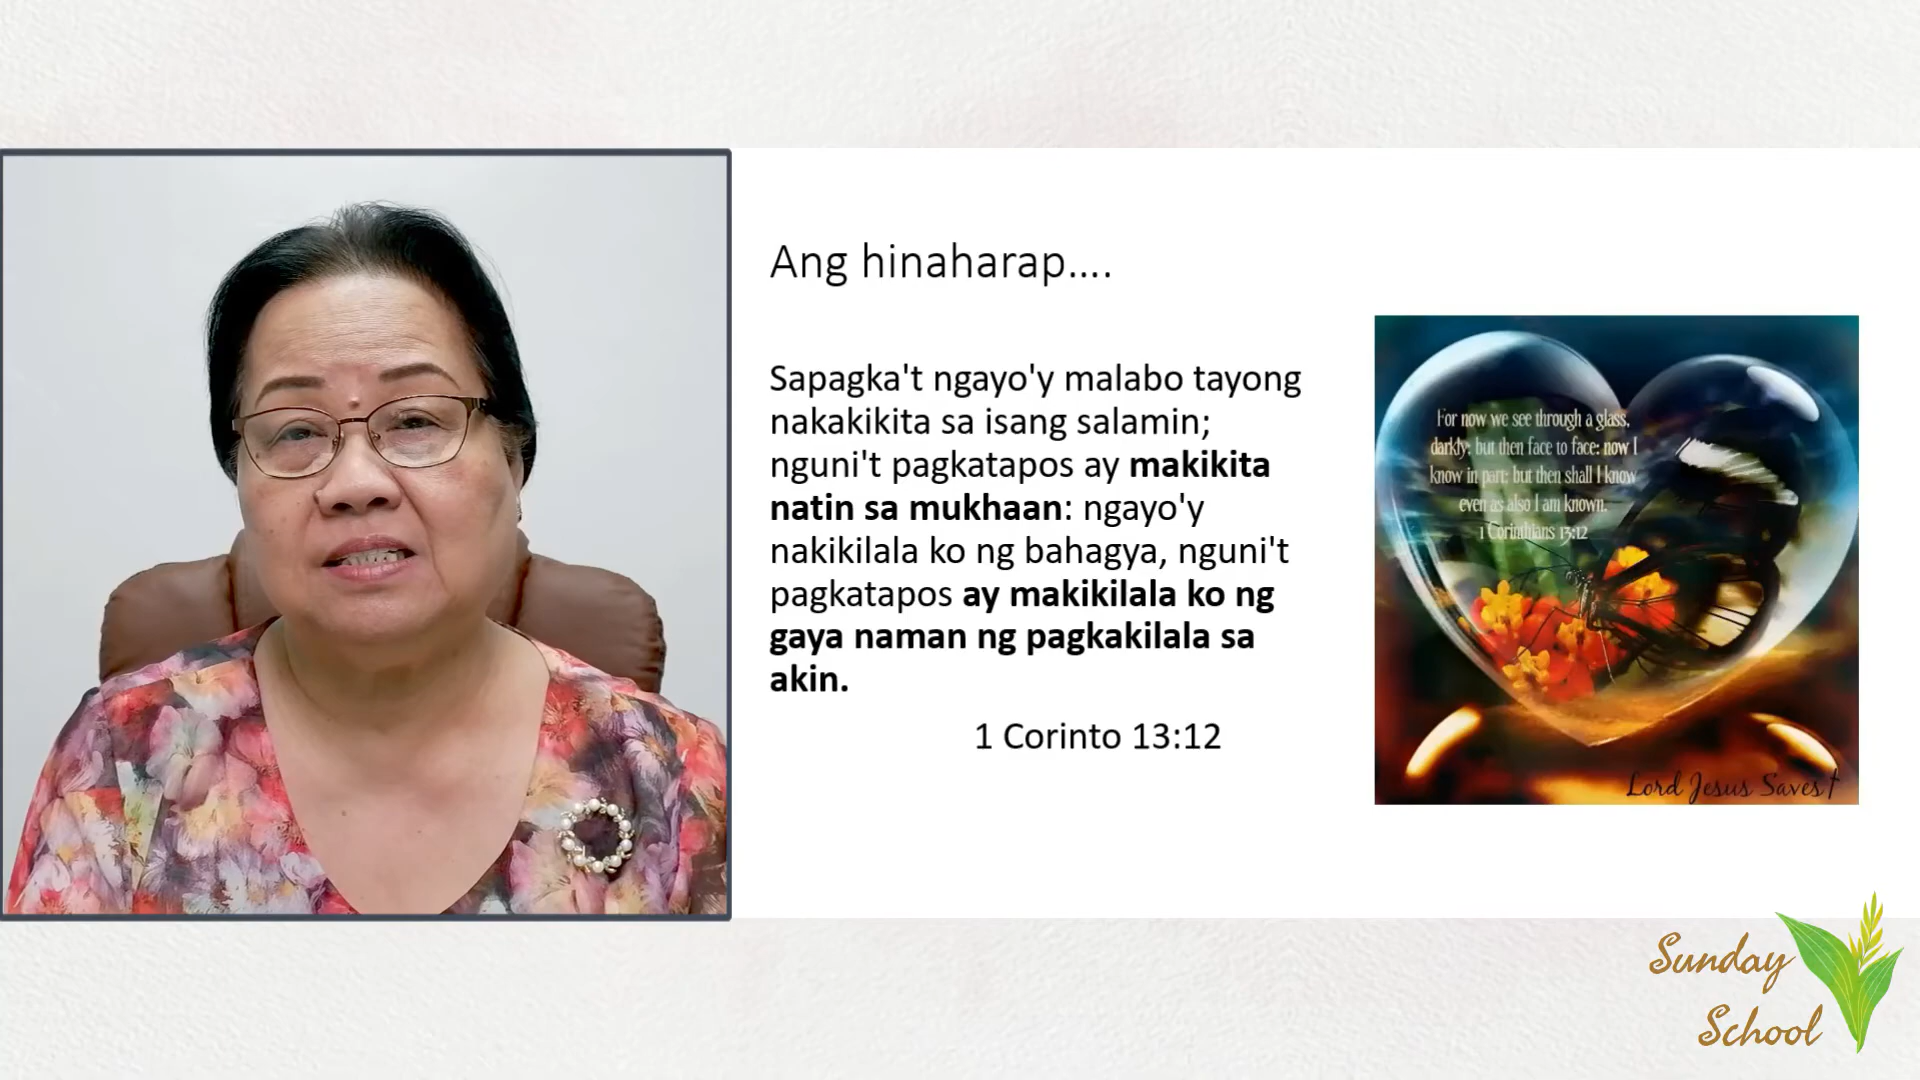 Ang hinaharap....
Sapagka't ngayo'y malabo tayong
nakakikita sa isang salamin;
nguni't pagkatapos ay makikita
natin sa mukhaan: ngayo'y
nakikilala ko ng bahagya, nguni't
pagkatapos ay makikilala ko ng
gaya naman ng pagkakilala sa
akin.
1 Corinto 13:12
For now we see through a glass,
darkly; but then face to face: now I
know in part; but then shall I know
even as also I am known.
1 Corinthians 13:12
Lord Jesus Saves†
Sunday
School